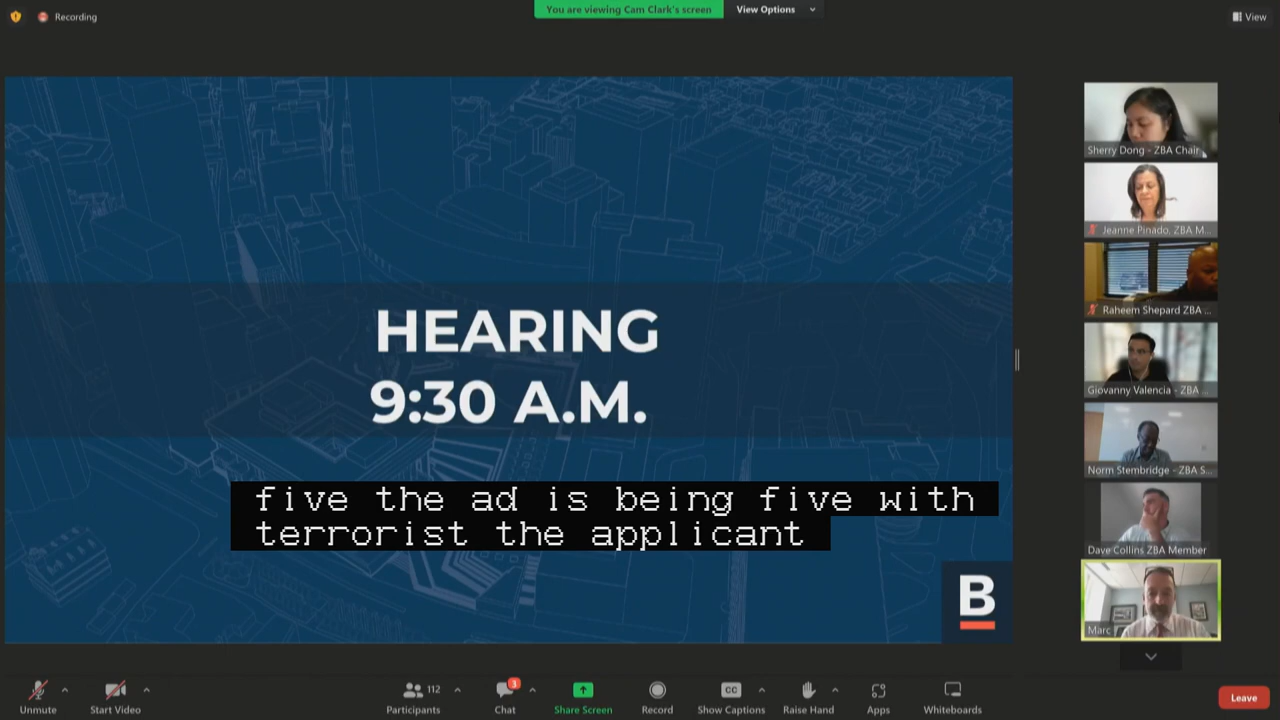 Recording
You are viewing Cam Clark's screen
View Options
View
Sherry Dong - ZBA Chair
Jeanne Pinado, ZBA M...
Raheem Shepard ZBA ...
Giovanny Valencia - ZBA ...
Norm Stembridge - ZBA S...
Dave Collins ZBA Member
Marc
HEARING
9:30 A.M.
five the ad is being five with
terrorist the applicant
B
Unmute
Start Video
112
Participants
3
Chat
Share Screen
Record
CC
Show Captions
Raise Hand
Apps
Whiteboards
Leave